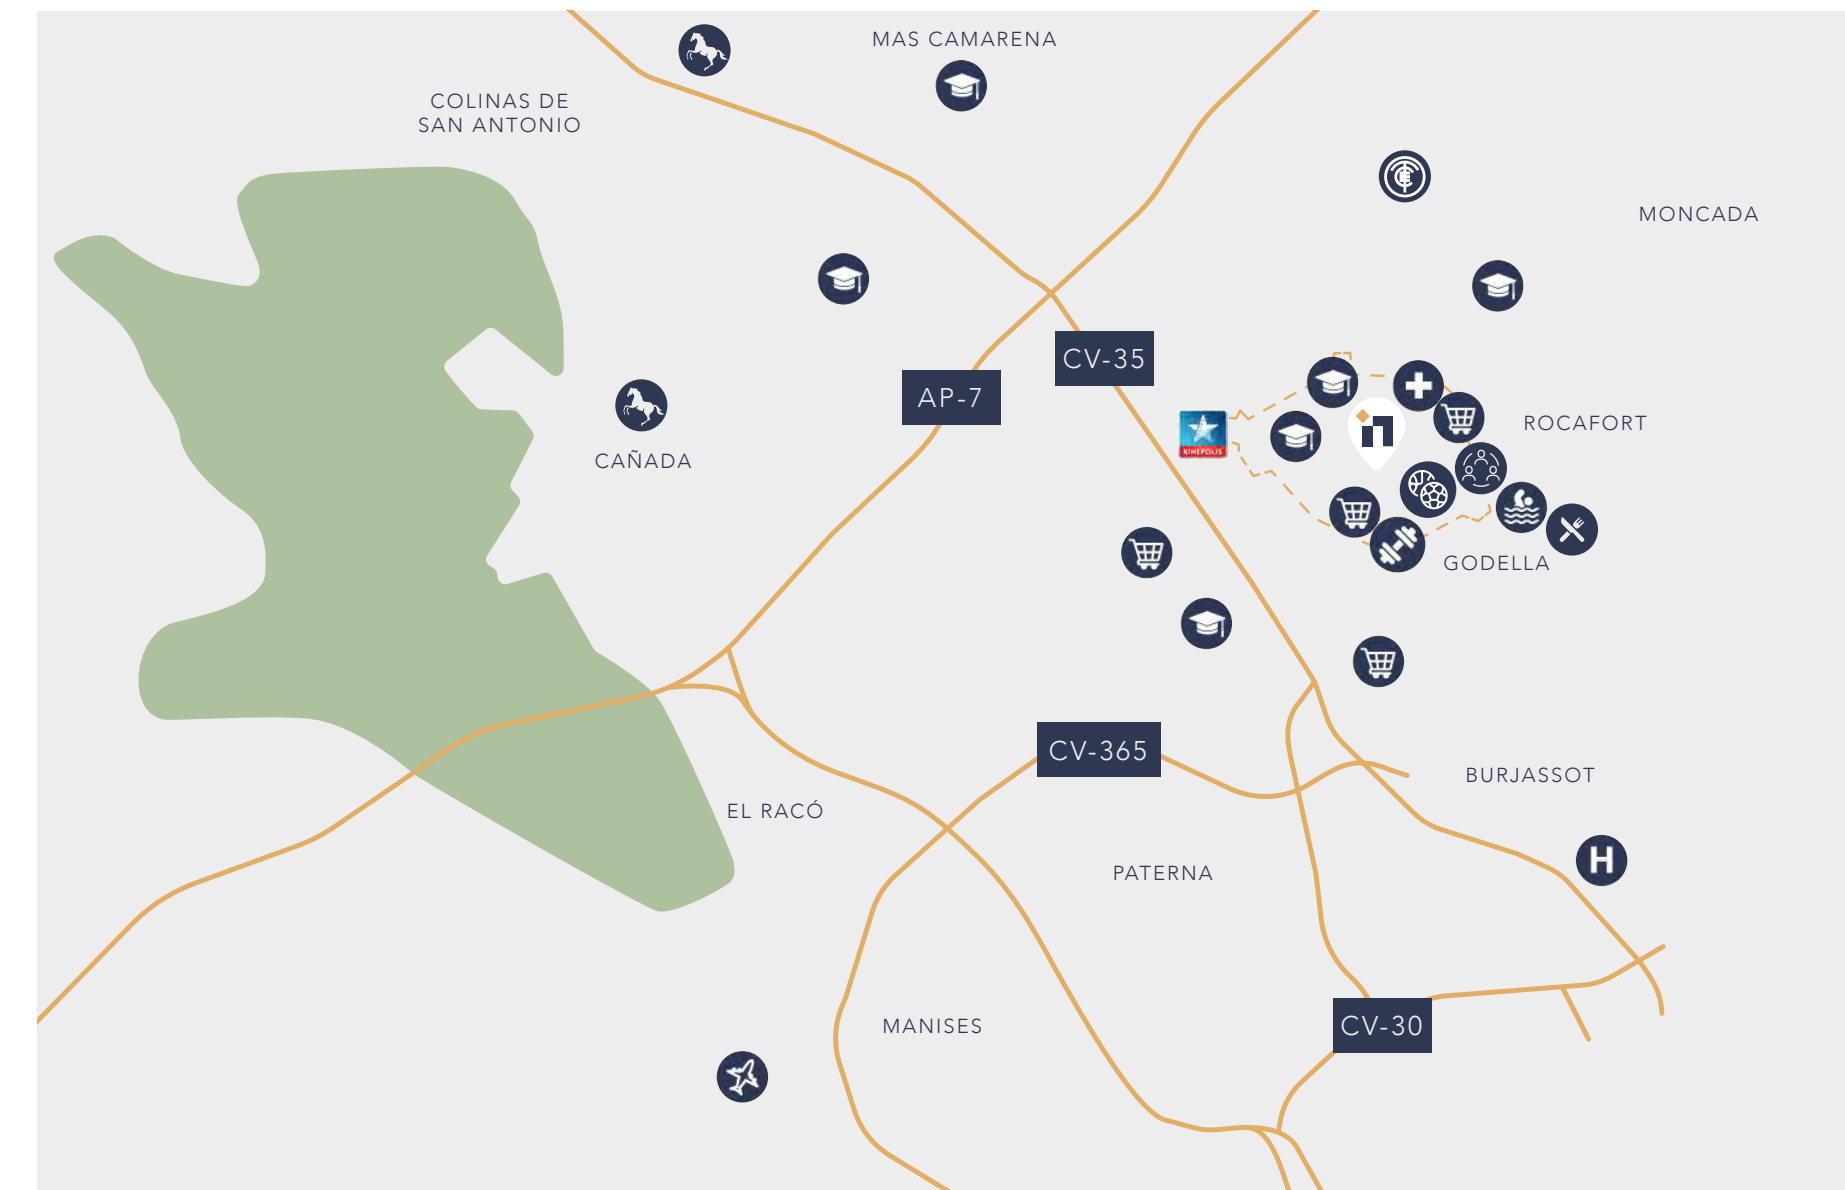 MAS CAMARENA
COLINAS DE
SAN ANTONIO
MONCADA
CV-35
AP-7
KINEPOLIS
ROCAFORT
CAÑADA
GODELLA
CV-365
BURJASSOT
EL RACÓ
H
PATERNA
MANISES
CV-30